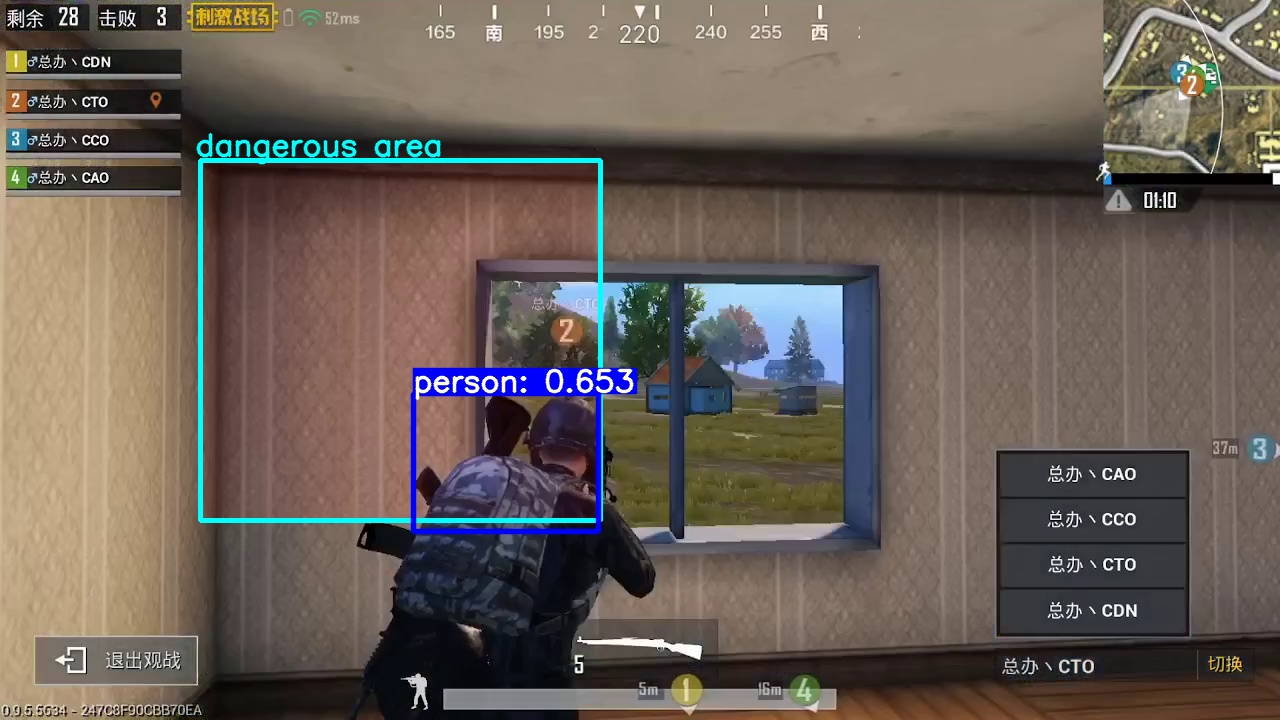 剩余 28 击败 3 刺激战场 52ms
165 南 195 2 220 240 255 西
1 ♂总办丶CDN
2 ♂总办丶CTO
3 ♂总办丶CCO
4 ♂总办丶CAO
3
2
01:10
dangerous area
总办丶CTO
2
person: 0.653
37m 3
总办丶CAO
总办丶CCO
总办丶CTO
总办丶CDN
总办丶CTO 切换
退出观战
5
5m 1 16m 4
0.9.5.5634 - 247C8F90CBB70EA